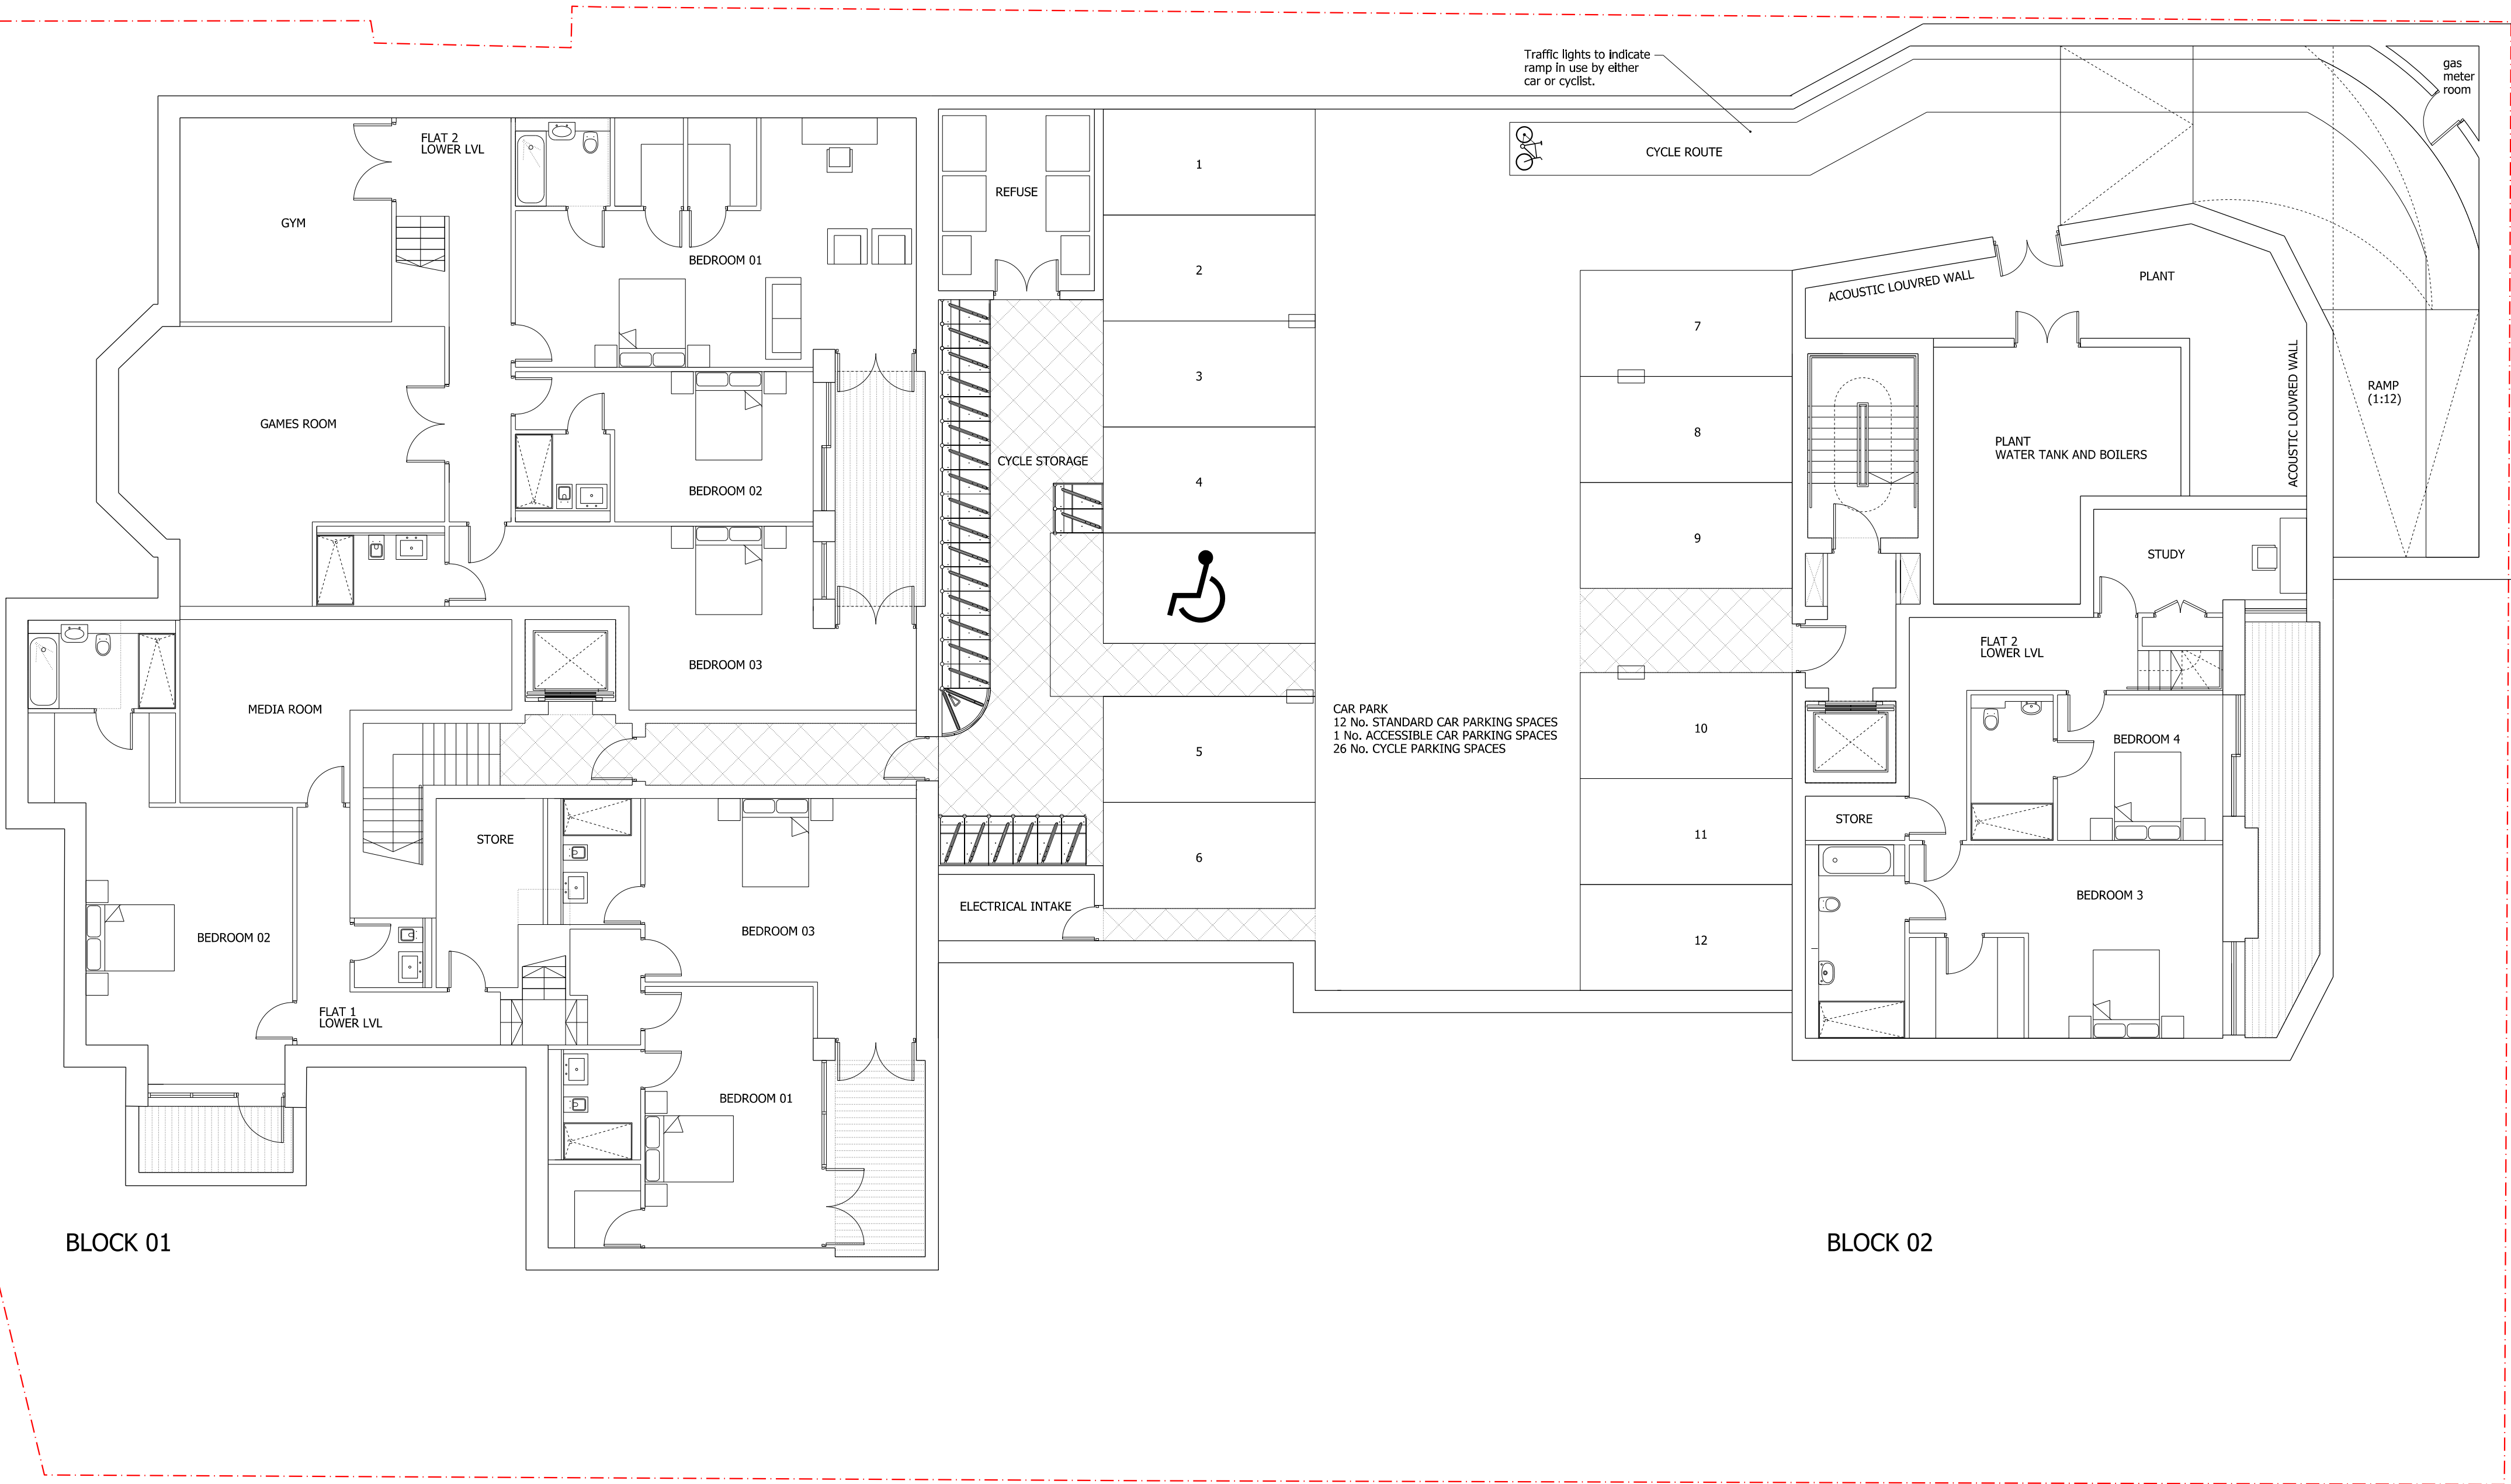 Traffic lights to indicate
ramp in use by either
car or cyclist.
gas
meter
room
FLAT 2
LOWER LVL
GYM
REFUSE
1
CYCLE ROUTE
BEDROOM 01
2
ACOUSTIC LOUVRED WALL
PLANT
3
7
GAMES ROOM
RAMP
(1:12)
ACOUSTIC LOUVRED WALL
8
PLANT
WATER TANK AND BOILERS
CYCLE STORAGE
BEDROOM 02
4
9
STUDY
FLAT 2
LOWER LVL
BEDROOM 03
MEDIA ROOM
CAR PARK
12 No. STANDARD CAR PARKING SPACES
1 No. ACCESSIBLE CAR PARKING SPACES
26 No. CYCLE PARKING SPACES
5
10
BEDROOM 4
STORE
6
11
STORE
BEDROOM 3
ELECTRICAL INTAKE
BEDROOM 02
BEDROOM 03
12
FLAT 1
LOWER LVL
BEDROOM 01
BLOCK 01
BLOCK 02